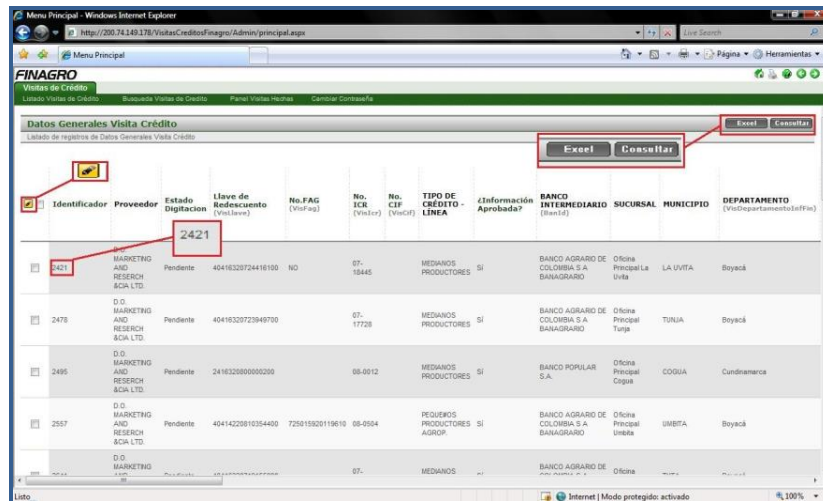 Menu Principal - Windows Internet Explorer
http://200.74.149.178/VisitasCreditosFinagro/Admin/principal.aspx
Live Search
Menu Principal
Página
Herramientas
FINAGRO
Visitas de Crédito
Listado Visitas de Crédito Busqueda Visitas de Credito Panel Visitas Hechas Cambiar Contraseña
Datos Generales Visita Crédito
Excel Consultar
Listado de registros de Datos Generales Visita Crédito
Excel Consultar
Identificador Proveedor Estado Digitacion Llave de Redescuento (VisLlave) No.FAG (VisFag) No. ICR (VisIcr) No. CIF (VisCif) TIPO DE CRÉDITO - LÍNEA ¿Información Aprobada? BANCO INTERMEDIARIO (BanId) SUCURSAL MUNICIPIO DEPARTAMENTO (VisDepartamentoInfFin)
2421
2421 D.O. MARKETING AND RESERCH &CIA LTD. Pendiente 40416320724416100 NO 07-18445 MEDIANOS PRODUCTORES Sí BANCO AGRARIO DE COLOMBIA S.A. BANAGRARIO Oficina Principal La Uvita LA UVITA Boyacá
2478 D.O. MARKETING AND RESERCH &CIA LTD. Pendiente 40416320723949700 07-17728 MEDIANOS PRODUCTORES Sí BANCO AGRARIO DE COLOMBIA S.A. BANAGRARIO Oficina Principal Tunja TUNJA Boyacá
2495 D.O. MARKETING AND RESERCH &CIA LTD. Pendiente 2416320800000200 08-0012 MEDIANOS PRODUCTORES Sí BANCO POPULAR S.A. Oficina Principal Cogua COGUA Cundinamarca
2557 D.O. MARKETING AND RESERCH &CIA LTD. Pendiente 40414220810354400 725015920119610 08-0504 PEQUEÑOS PRODUCTORES AGROP. Sí BANCO AGRARIO DE COLOMBIA S.A. BANAGRARIO Oficina Principal Umbita UMBITA Boyacá
D.O. MARKETING 07- MEDIANOS BANCO AGRARIO DE Oficina
Listo
Internet | Modo protegido: activado
100%